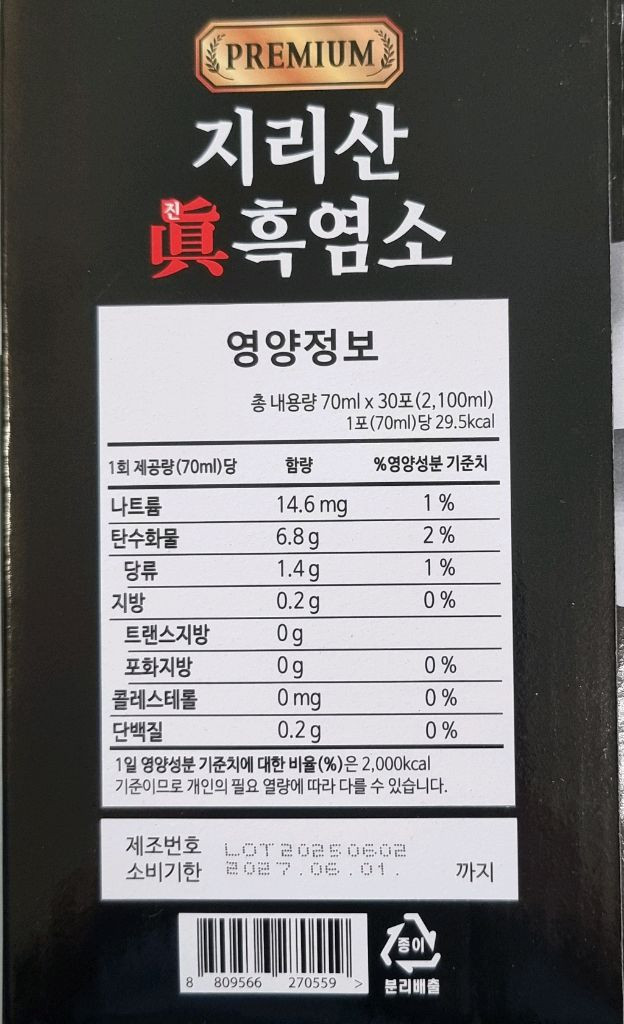 PREMIUM
지리산
진
眞흑염소
영양정보
총 내용량 70ml x 30포(2,100ml)
1포(70ml)당 29.5kcal
1회 제공량(70ml)당 함량 %영양성분 기준치
나트륨 14.6 mg 1 %
탄수화물 6.8 g 2 %
당류 1.4 g 1 %
지방 0.2 g 0 %
트랜스지방 0 g
포화지방 0 g 0 %
콜레스테롤 0 mg 0 %
단백질 0.2 g 0 %
1일 영양성분 기준치에 대한 비율(%)은 2,000kcal
기준이므로 개인의 필요 열량에 따라 다를 수 있습니다.
제조번호 LOT20250602
소비기한 2027.06.01. 까지
8 809566 270559 >
종이
분리배출